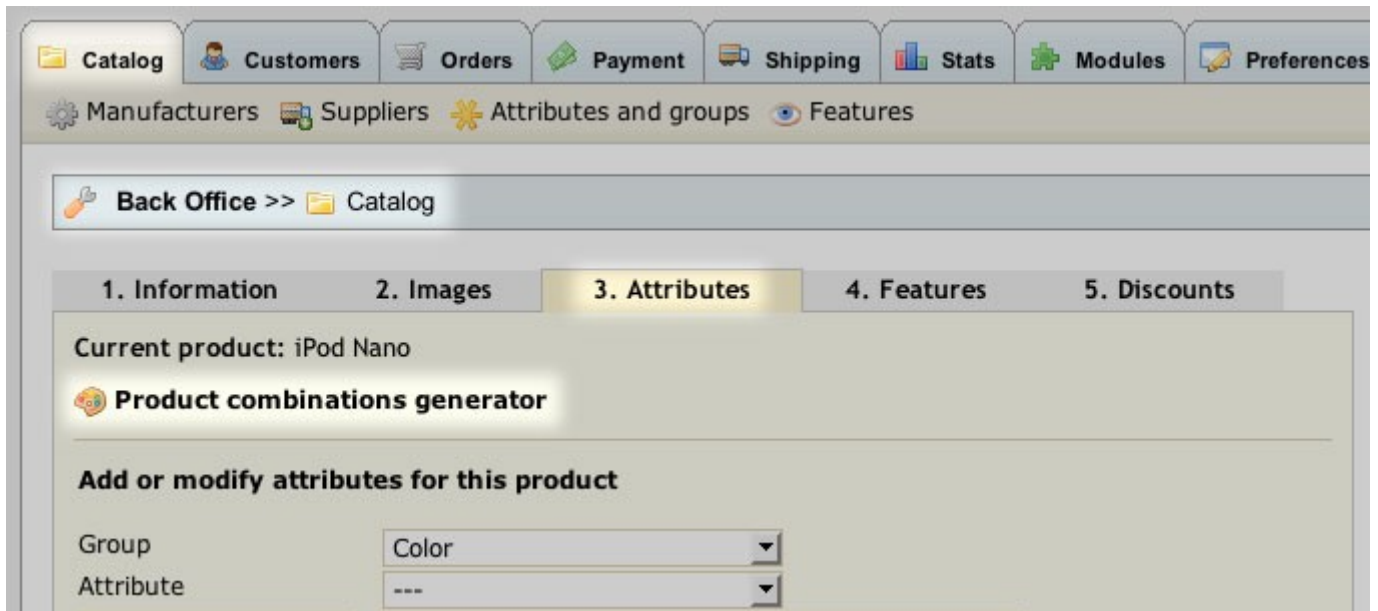 Catalog Customers Orders Payment Shipping Stats Modules Preferences
Manufacturers Suppliers Attributes and groups Features
Back Office >> Catalog
1. Information 2. Images 3. Attributes 4. Features 5. Discounts
Current product: iPod Nano
Product combinations generator
Add or modify attributes for this product
Group Color
Attribute ---